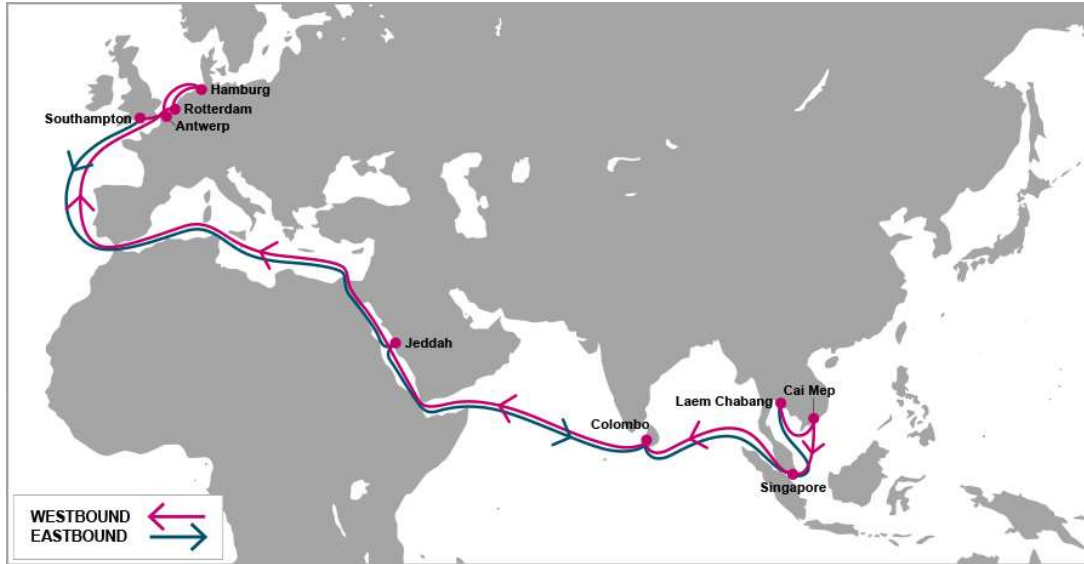 Hamburg
Rotterdam
Southampton
Antwerp
Jeddah
Cai Mep
Laem Chabang
Colombo
Singapore
WESTBOUND
EASTBOUND